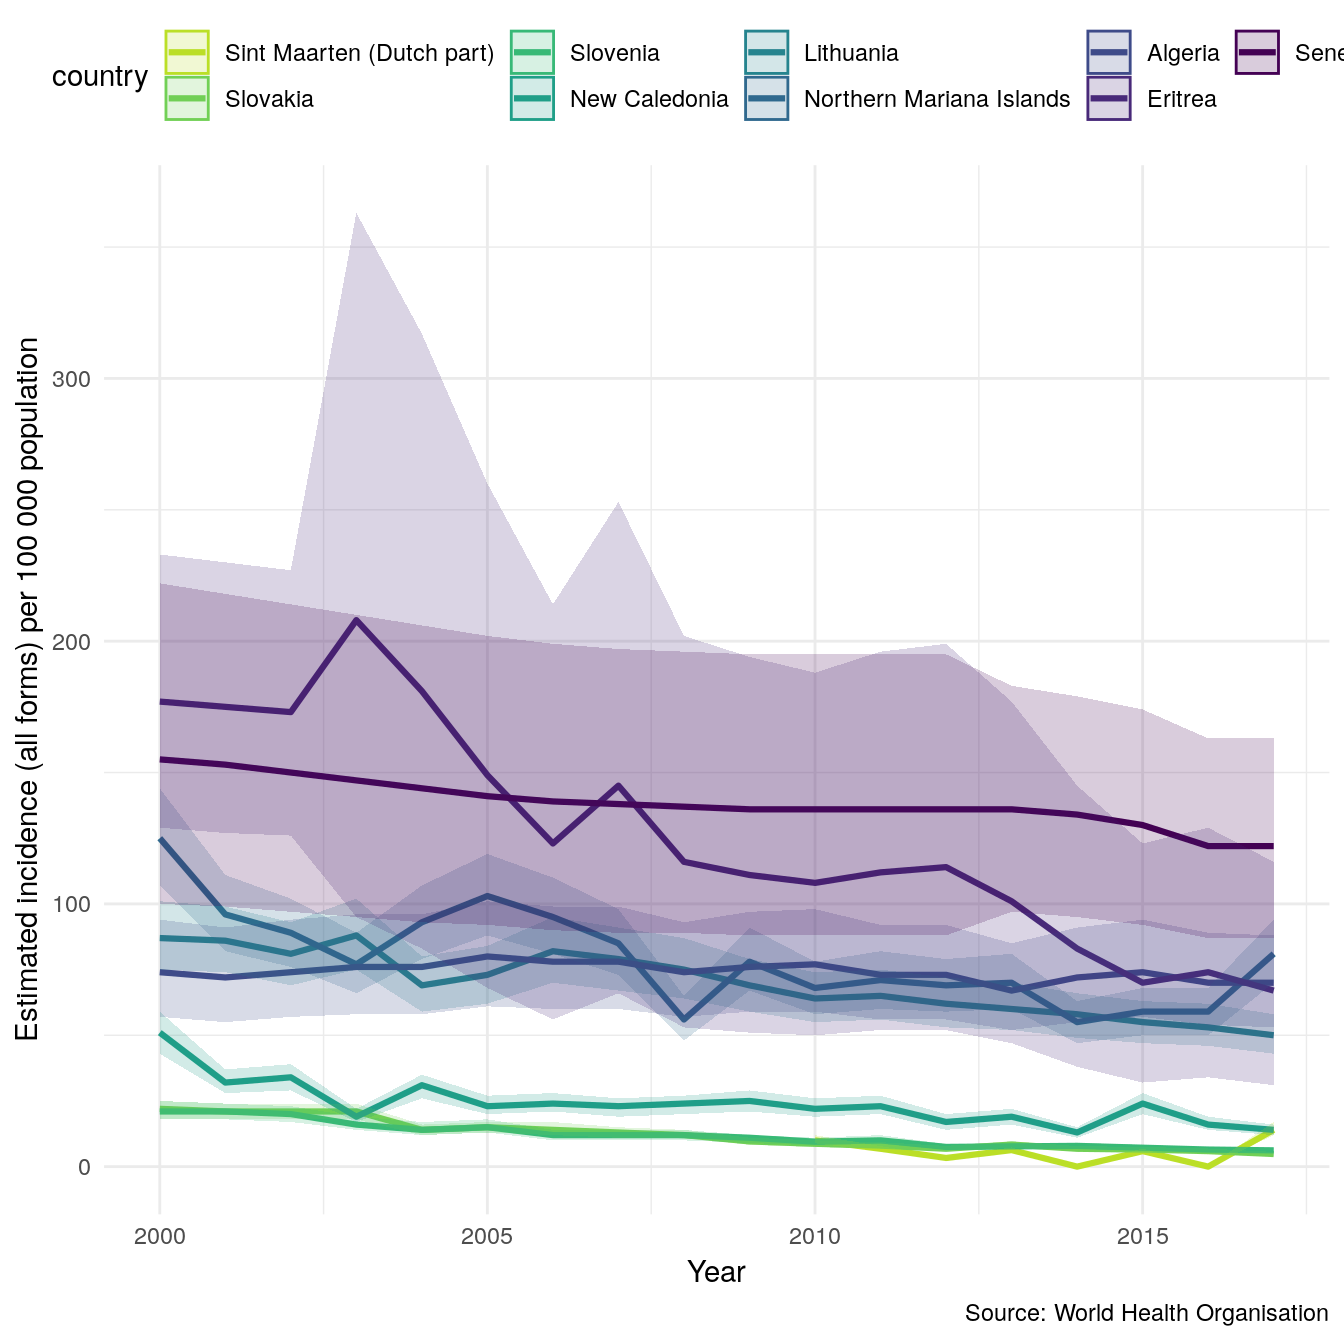 country
Sint Maarten (Dutch part)
Slovenia
Lithuania
Algeria
Sene
Slovakia
New Caledonia
Northern Mariana Islands
Eritrea
Estimated incidence (all forms) per 100 000 population
300
200
100
0
2000
2005
2010
2015
Year
Source: World Health Organisation